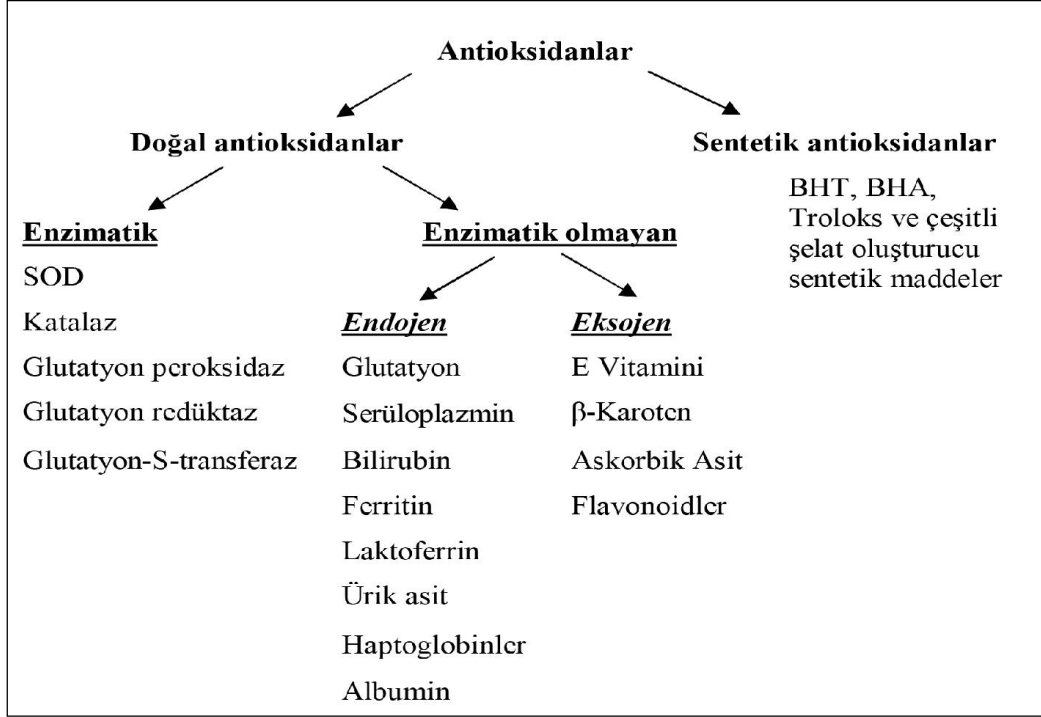 Antioksidanlar
Doğal antioksidanlar
Sentetik antioksidanlar
BHT, BHA,
Troloks ve çeşitli
şelat oluşturucu
sentetik maddeler
Enzimatik
SOD
Katalaz
Glutatyon peroksidaz
Glutatyon redüktaz
Glutatyon-S-transferaz
Enzimatik olmayan
Endojen
Glutatyon
Serüloplazmin
Bilirubin
Ferritin
Laktoferrin
Ürik asit
Haptoglobinler
Albumin
Eksojen
E Vitamini
β-Karoten
Askorbik Asit
Flavonoidler